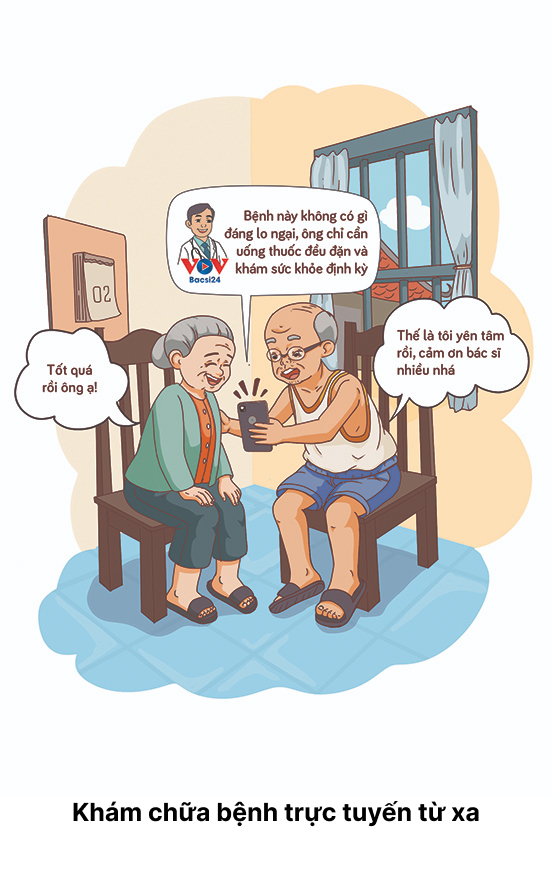 Bệnh này không có gì
đáng lo ngại, ông chỉ cần
uống thuốc đều đặn và
khám sức khỏe định kỳ
VOV
Bacsi24
02
Tốt quá
rồi ông ạ!
Thế là tôi yên tâm
rồi, cảm ơn bác sĩ
nhiều nhá
Khám chữa bệnh trực tuyến từ xa